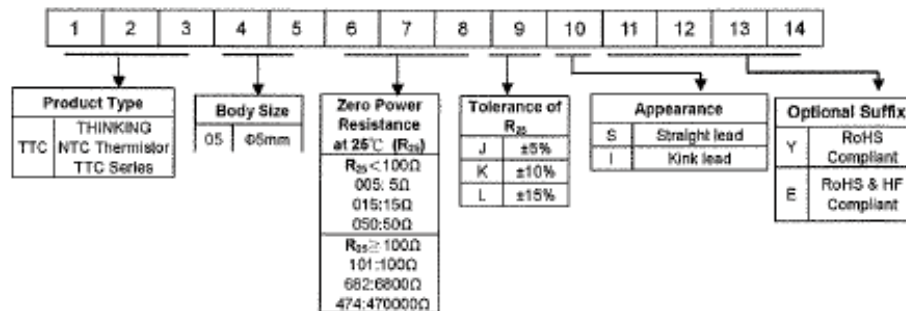 1 2 3 4 5 6 7 8 9 10 11 12 13 14
Product Type
TTC
THINKING
NTC Thermistor
TTC Series
Body Size
05 Φ5mm
Zero Power
Resistance
at 25℃ (R₂₅)
R₂₅<100Ω
005: 5Ω
015:15Ω
050:50Ω
R₂₅≥100Ω
101:100Ω
682:6800Ω
474:470000Ω
Tolerance of
R₂₅
J ±5%
K ±10%
L ±15%
Appearance
S Straight lead
I Kink lead
Optional Suffix
Y RoHS
Compliant
E RoHS & HF
Compliant